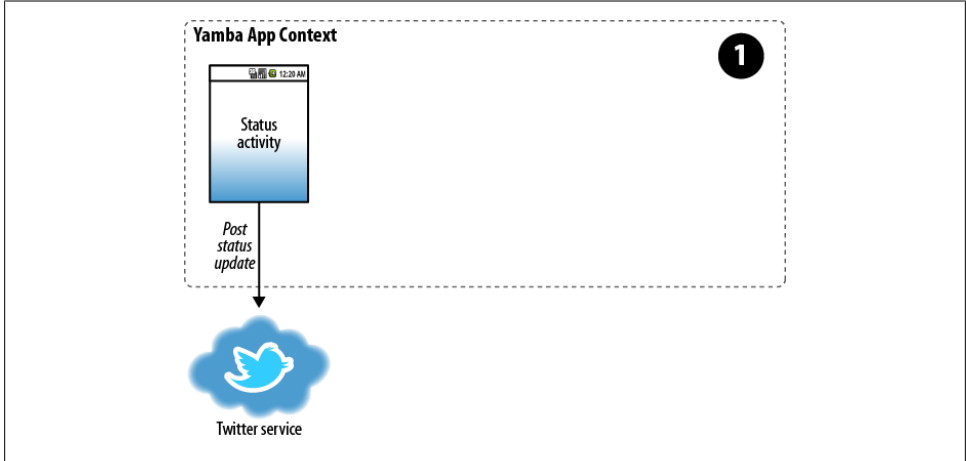 Yamba App Context
1
12:20 AM
Status
activity
Post
status
update
Twitter service